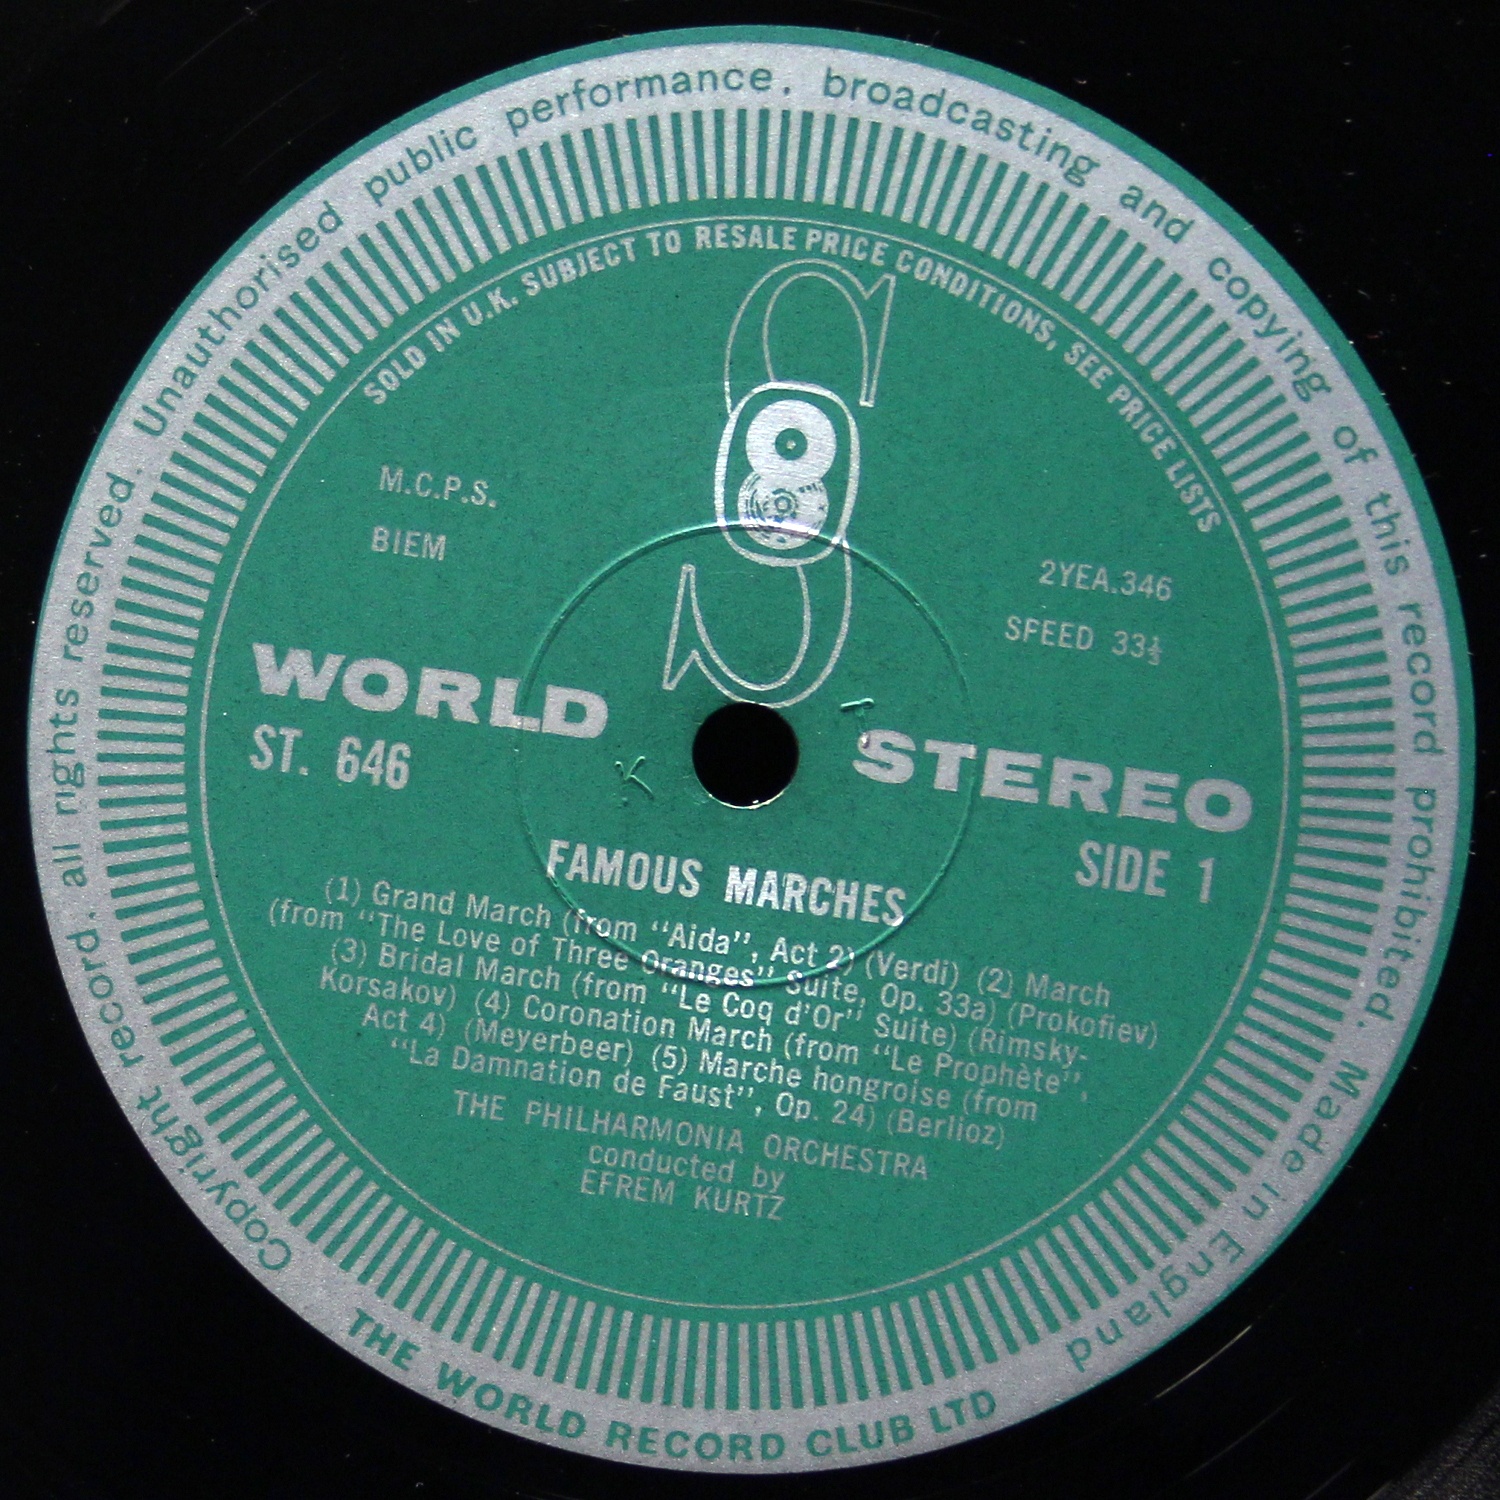 Copyright record, all rights reserved. Unauthorised public performance, broadcasting and copying of this record prohibited. Made in England
SOLD IN U.K. SUBJECT TO RESALE PRICE CONDITIONS, SEE PRICE LISTS
M.C.P.S.
BIEM
2YEA.346
SPEED 33⅓
WORLD STEREO
ST. 646
SIDE 1
FAMOUS MARCHES
(1) Grand March (from "Aida", Act 2) (Verdi) (2) March
(from "The Love of Three Oranges" Suite, Op. 33a) (Prokofiev)
(3) Bridal March (from "Le Coq d'Or" Suite) (Rimsky-
Korsakov) (4) Coronation March (from "Le Prophète",
Act 4) (Meyerbeer) (5) Marche hongroise (from
"La Damnation de Faust", Op. 24) (Berlioz)
THE PHILHARMONIA ORCHESTRA
conducted by
EFREM KURTZ
THE WORLD RECORD CLUB LTD